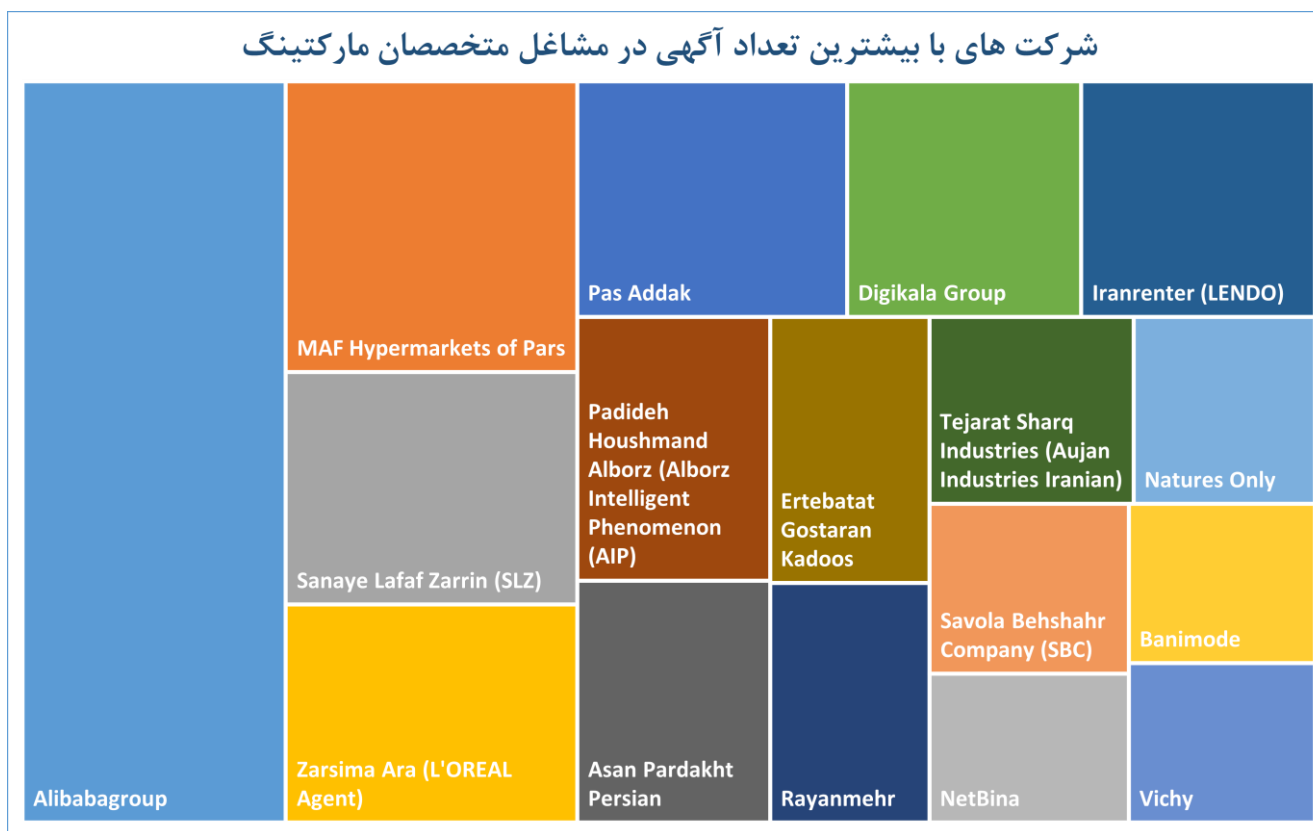 شرکت های با بیشترین تعداد آگهی در مشاغل متخصصان مارکتینگ
Alibabagroup
MAF Hypermarkets of Pars
Sanaye Lafaf Zarrin (SLZ)
Zarsima Ara (L'OREAL
Agent)
Pas Addak
Digikala Group
Iranrenter (LENDO)
Padideh
Houshmand
Alborz (Alborz
Intelligent
Phenomenon
(AIP)
Asan Pardakht
Persian
Ertebatat
Gostaran
Kadoos
Rayanmehr
Tejarat Sharq
Industries (Aujan
Industries Iranian)
Natures Only
Savola Behshahr
Company (SBC)
Banimode
NetBina
Vichy